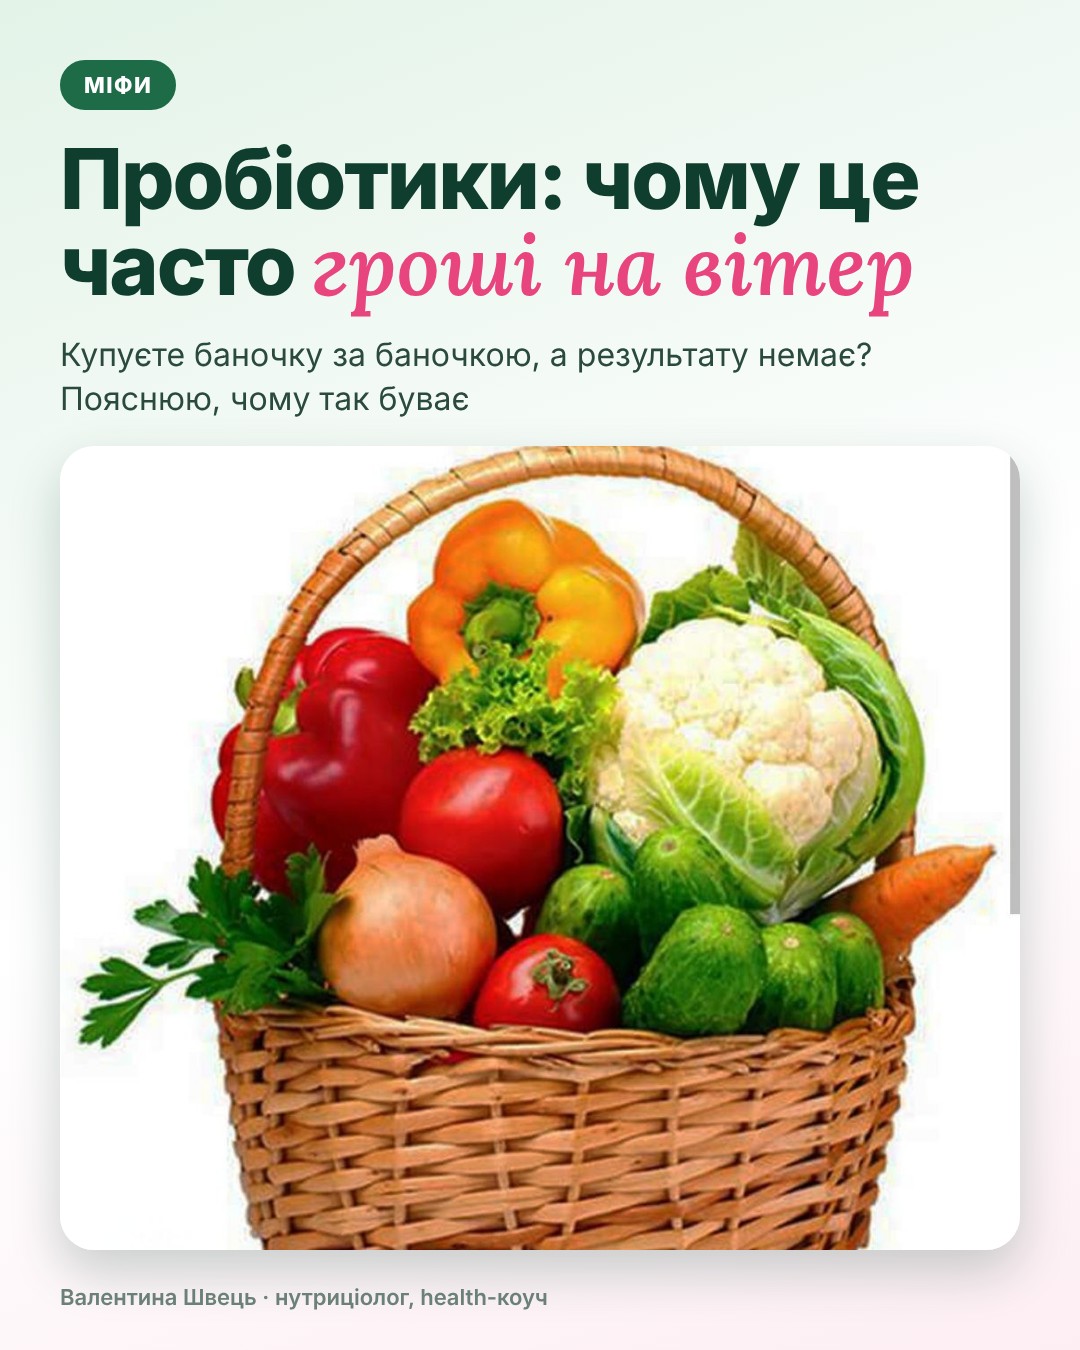 МІФИ
Пробіотики: чому це
часто гроші на вітер
Купуєте баночку за баночкою, а результату немає?
Пояснюю, чому так буває
Валентина Швець · нутриціолог, health-коуч